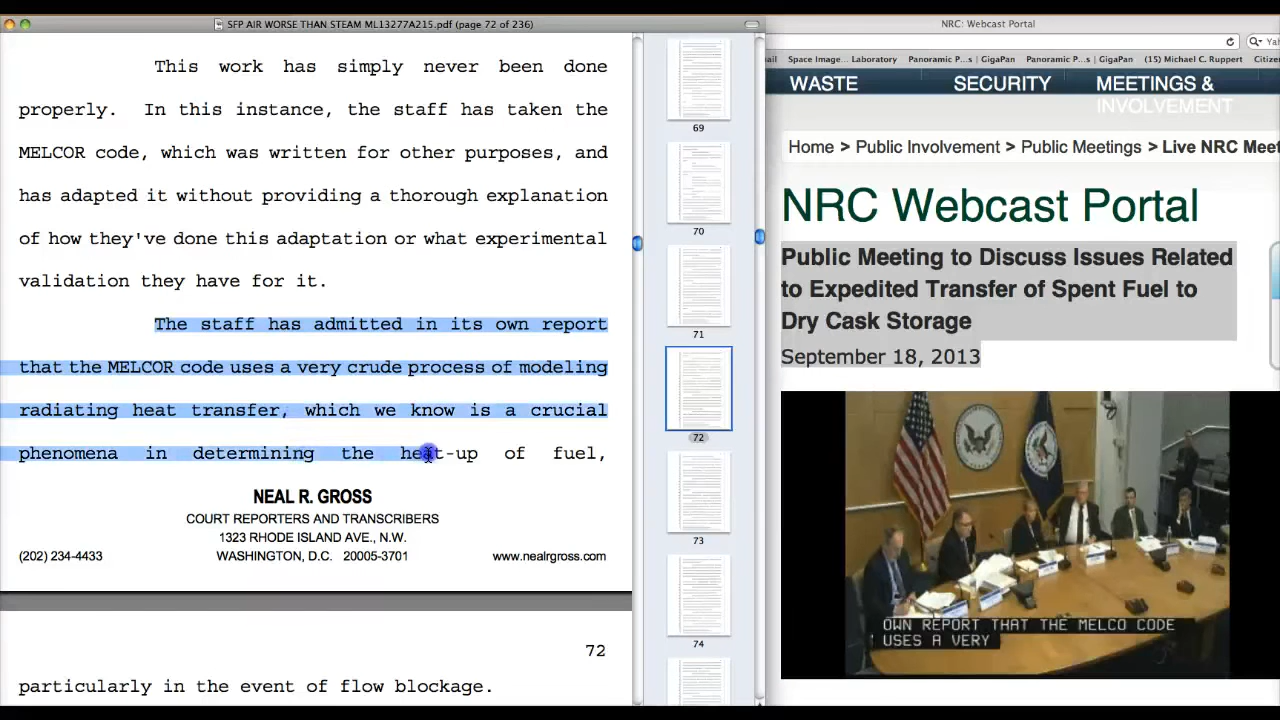 SFP AIR WORSE THAN STEAM ML13277A215.pdf (page 72 of 236)
This work has simply never been done
properly. In this instance, the staff has taken the
MELCOR code, which was written for other purposes, and
has adapted it without providing a thorough explanation
of how they've done this adaptation or what experimental
validation they have for it.
The staff has admitted in its own report
that the MELCOR code uses a very crude process of modeling
radiating heat transfer, which we know is a crucial
phenomena in determining the heat-up of fuel,
NEAL R. GROSS
COURT REPORTERS AND TRANSCRIBERS
1323 RHODE ISLAND AVE., N.W.
(202) 234-4433 WASHINGTON, D.C. 20005-3701 www.nealrgross.com
72
particularly in the event of flow blockage.
69
70
71
72
73
74
NRC: Webcast Portal
Space Image... Laboratory Panoramic ...s | GigaPan Panoramic P...s | GigaPan ...| Michael C. Ruppert
WASTE SECURITY MEETINGS &
INVOLVEMENT
Home > Public Involvement > Public Meetings > Live NRC Meet
NRC Webcast Portal
Public Meeting to Discuss Issues Related
to Expedited Transfer of Spent Fuel to
Dry Cask Storage
September 18, 2013
OWN REPORT THAT THE MELCO CODE
USES A VERY